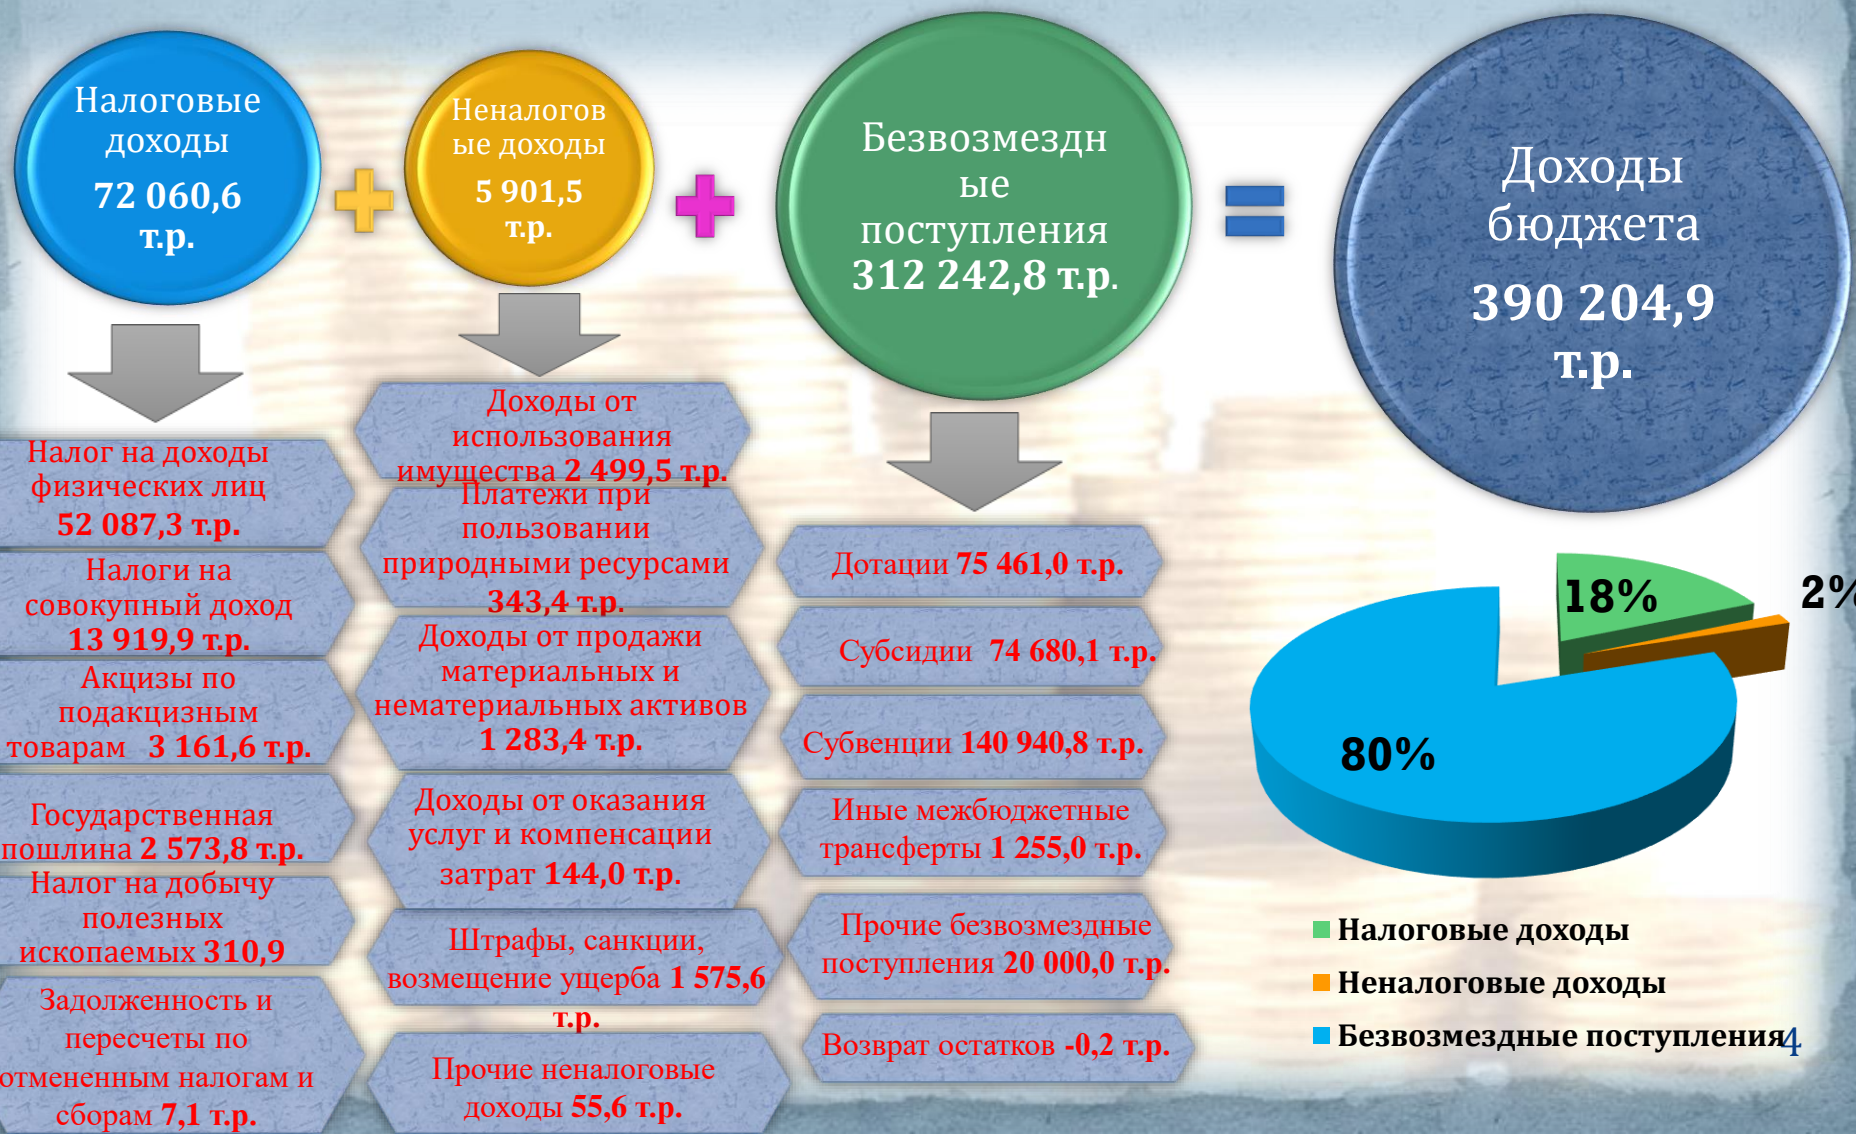 Налоговые
доходы
72 060,6
т.р.
Неналогов
ые доходы
5 901,5
т.р.
Безвозмездн
ые
поступления
312 242,8 т.р.
Доходы
бюджета
390 204,9
т.р.
Налог на доходы
физических лиц
52 087,3 т.р.
Налоги на
совокупный доход
13 919,9 т.р.
Акцизы по
подакцизным
товарам 3 161,6 т.р.
Государственная
пошлина 2 573,8 т.р.
Налог на добычу
полезных
ископаемых 310,9
Задолженность и
пересчеты по
отмененным налогам и
сборам 7,1 т.р.
Доходы от
использования
имущества 2 499,5 т.р.
Платежи при
пользовании
природными ресурсами
343,4 т.р.
Доходы от продажи
материальных и
нематериальных активов
1 283,4 т.р.
Доходы от оказания
услуг и компенсации
затрат 144,0 т.р.
Штрафы, санкции,
возмещение ущерба 1 575,6
т.р.
Прочие неналоговые
доходы 55,6 т.р.
Дотации 75 461,0 т.р.
Субсидии 74 680,1 т.р.
Субвенции 140 940,8 т.р.
Иные межбюджетные
трансферты 1 255,0 т.р.
Прочие безвозмездные
поступления 20 000,0 т.р.
Возврат остатков -0,2 т.р.
18%
2%
80%
Налоговые доходы
Неналоговые доходы
Безвозмездные поступления
4